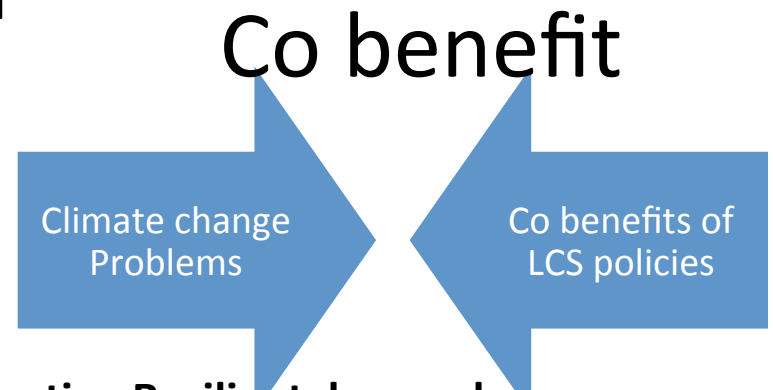 Co benefit
Climate change
Problems
Co benefits of
LCS policies